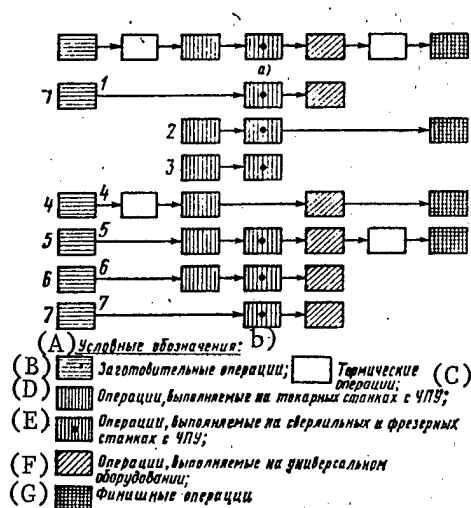 а)
1 1
2
3
4 4
5 5
6 6
7 7
(A) Условные обозначения: b)
(B) Заготовительные операции; Термические операции; (C)
(D) Операции, выполняемые на токарных станках с ЧПУ;
(E) Операции, выполняемые на сверлильных и фрезерных
станках с ЧПУ;
(F) Операции, выполняемые на универсальном
оборудовании;
(G) Финишные операции